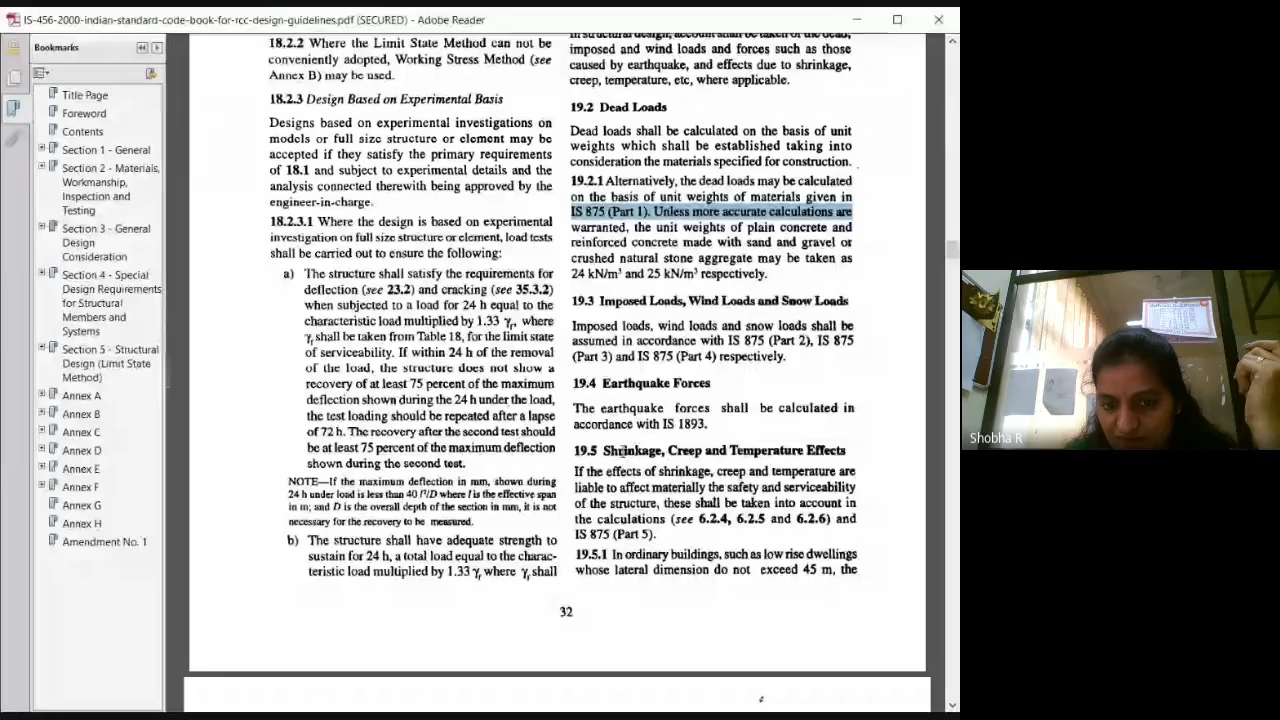 IS-456-2000-indian-standard-code-book-for-rcc-design-guidelines.pdf (SECURED) - Adobe Reader
Bookmarks
Title Page
Foreword
Contents
Section 1 - General
Section 2 - Materials,
Workmanship,
Inspection and
Testing
Section 3 - General
Design
Consideration
Section 4 - Special
Design Requirements
for Structural
Members and
Systems
Section 5 - Structural
Design (Limit State
Method)
Annex A
Annex B
Annex C
Annex D
Annex E
Annex F
Annex G
Annex H
Amendment No. 1
18.2.2 Where the Limit State Method can not be
conveniently adopted, Working Stress Method (see
Annex B) may be used.
18.2.3 Design Based on Experimental Basis
Designs based on experimental investigations on
models or full size structure or element may be
accepted if they satisfy the primary requirements
of 18.1 and subject to experimental details and the
analysis connected therewith being approved by the
engineer-in-charge.
18.2.3.1 Where the design is based on experimental
investigation on full size structure or element, load tests
shall be carried out to ensure the following:
a) The structure shall satisfy the requirements for
deflection (see 23.2) and cracking (see 35.3.2)
when subjected to a load for 24 h equal to the
characteristic load multiplied by 1.33 γf, where
γf shall be taken from Table 18, for the limit state
of serviceability. If within 24 h of the removal
of the load, the structure does not show a
recovery of at least 75 percent of the maximum
deflection shown during the 24 h under the load,
the test loading should be repeated after a lapse
of 72 h. The recovery after the second test should
be at least 75 percent of the maximum deflection
shown during the second test.
NOTE—If the maximum deflection in mm, shown during
24 h under load is less than 40 l²/D where l is the effective span
in m; and D is the overall depth of the section in mm, it is not
necessary for the recovery to be measured.
b) The structure shall have adequate strength to
sustain for 24 h, a total load equal to the charac-
teristic load multiplied by 1.33 γf where γf shall
in structural design, account shall be taken of the dead,
imposed and wind loads and forces such as those
caused by earthquake, and effects due to shrinkage,
creep, temperature, etc, where applicable.
19.2 Dead Loads
Dead loads shall be calculated on the basis of unit
weights which shall be established taking into
consideration the materials specified for construction.
19.2.1 Alternatively, the dead loads may be calculated
on the basis of unit weights of materials given in
IS 875 (Part 1). Unless more accurate calculations are
warranted, the unit weights of plain concrete and
reinforced concrete made with sand and gravel or
crushed natural stone aggregate may be taken as
24 kN/m³ and 25 kN/m³ respectively.
19.3 Imposed Loads, Wind Loads and Snow Loads
Imposed loads, wind loads and snow loads shall be
assumed in accordance with IS 875 (Part 2), IS 875
(Part 3) and IS 875 (Part 4) respectively.
19.4 Earthquake Forces
The earthquake forces shall be calculated in
accordance with IS 1893.
19.5 Shrinkage, Creep and Temperature Effects
If the effects of shrinkage, creep and temperature are
liable to affect materially the safety and serviceability
of the structure, these shall be taken into account in
the calculations (see 6.2.4, 6.2.5 and 6.2.6) and
IS 875 (Part 5).
19.5.1 In ordinary buildings, such as low rise dwellings
whose lateral dimension do not exceed 45 m, the
32
Shobha R